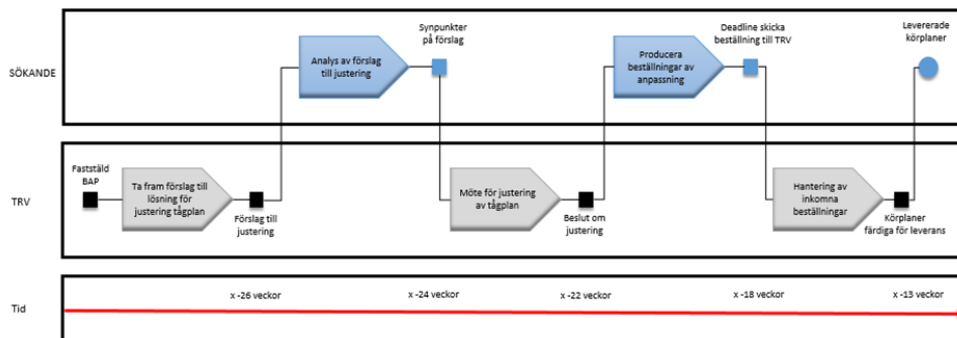 SÖKANDE
Analys av förslag
till justering
Synpunkter
på förslag
Producera
beställningar av
anpassning
Deadline skicka
beställning till TRV
Levererade
körplaner
TRV
Faststäld
BAP
Ta fram förslag till
lösning för
justering tågplan
Förslag till
justering
Möte för justering
av tågplan
Beslut om
justering
Hantering av
inkomna
beställningar
Körplaner
färdiga för leverans
Tid
x -26 veckor
x -24 veckor
x -22 veckor
x -18 veckor
x -13 veckor